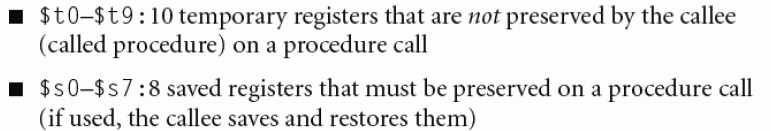 ■ $t0–$t9: 10 temporary registers that are not preserved by the callee
(called procedure) on a procedure call
■ $s0–$s7: 8 saved registers that must be preserved on a procedure call
(if used, the callee saves and restores them)